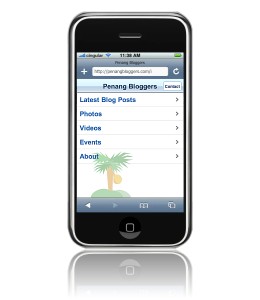 cingular 11:38 AM
Penang Bloggers
http://penangbloggers.com/i
Penang Bloggers Contact
Latest Blog Posts
Photos
Videos
Events
About